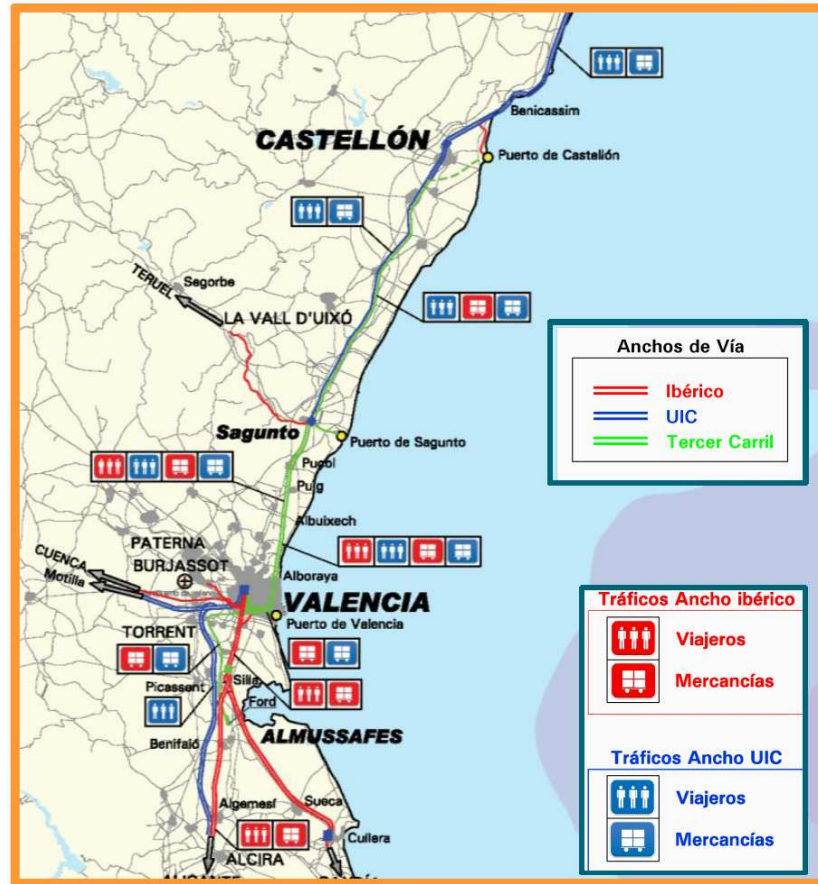 Benicassim
CASTELLÓN
Puerto de Castellón
TERUEL
Segorbe
LA VALL D'UIXÓ
Sagunto
Puerto de Sagunto
Puçol
Puig
Albuixech
PATERNA
BURJASSOT
CUENCA
Motilla
Alboraya
VALENCIA
Puerto de Valencia
TORRENT
Picassent
Silla
Ford
ALMUSSAFES
Benifaió
Algemesí
Sueca
Cullera
ALCIRA
ALICANTE
Anchos de Vía
Ibérico
UIC
Tercer Carril
Tráficos Ancho ibérico
Viajeros
Mercancías
Tráficos Ancho UIC
Viajeros
Mercancías